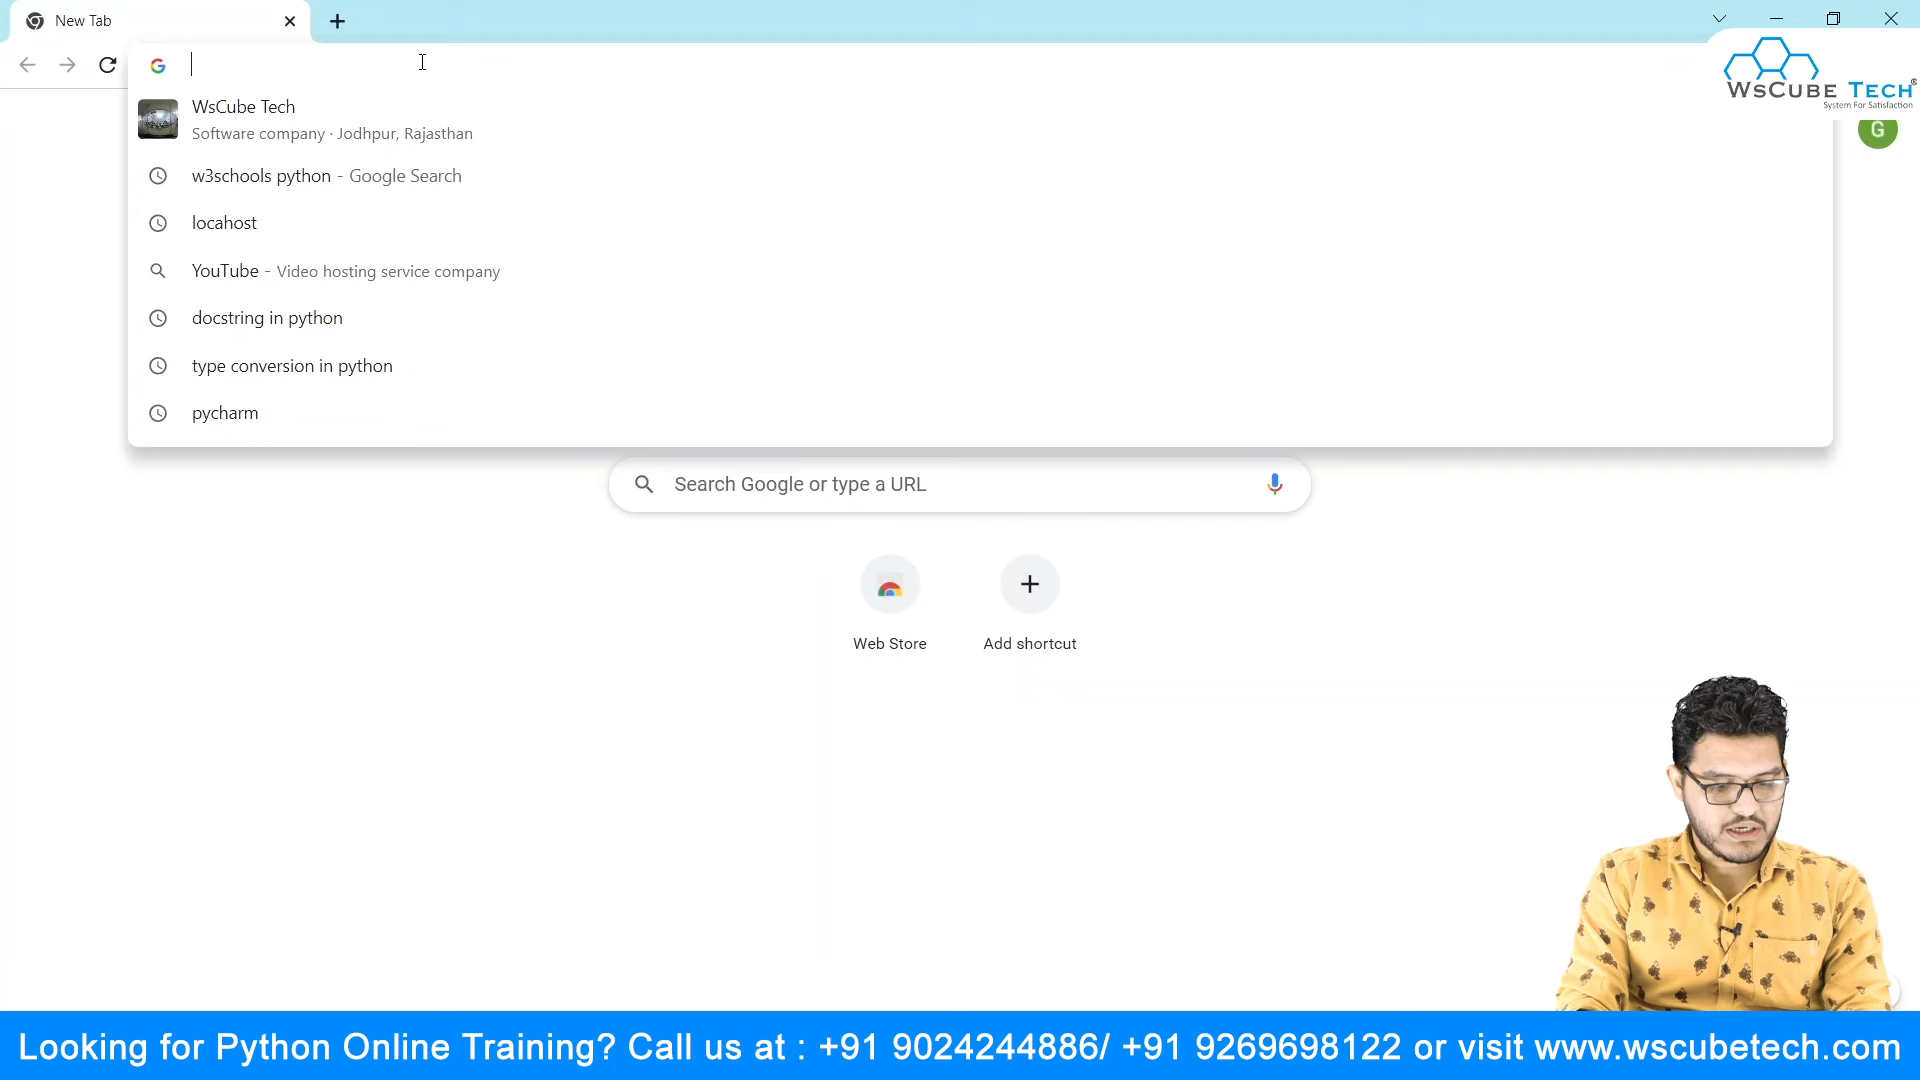 New Tab
WsCube Tech
System For Satisfaction
G
WsCube Tech
Software company · Jodhpur, Rajasthan
w3schools python - Google Search
locahost
YouTube - Video hosting service company
docstring in python
type conversion in python
pycharm
Search Google or type a URL
Web Store
Add shortcut
Looking for Python Online Training? Call us at : +91 9024244886/ +91 9269698122 or visit www.wscubetech.com